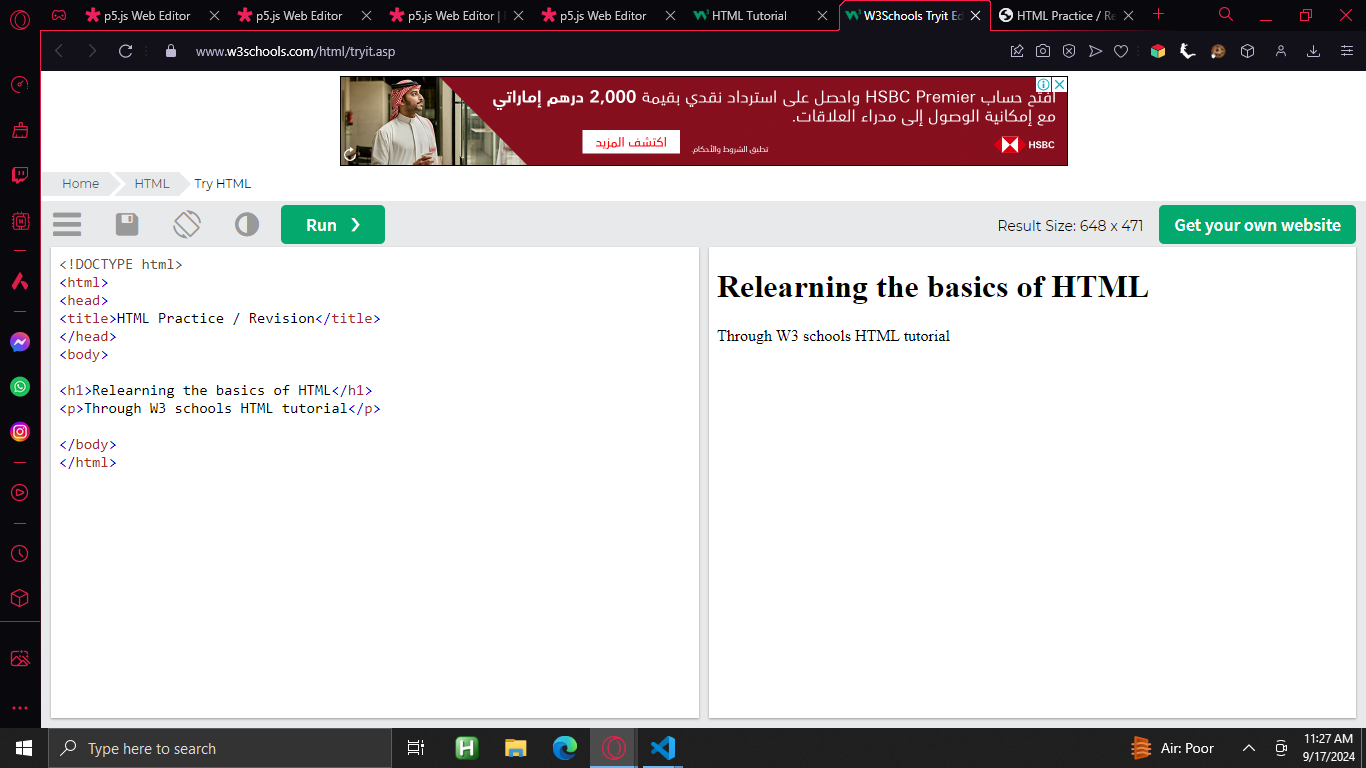 p5.js Web Editor
p5.js Web Editor
p5.js Web Editor |
p5.js Web Editor
HTML Tutorial
W3Schools Tryit Ed
HTML Practice / Re
www.w3schools.com/html/tryit.asp
افتح حساب HSBC Premier واحصل على استرداد نقدي بقيمة 2,000 درهم إماراتي
مع إمكانية الوصول إلى مدراء العلاقات.
اكتشف المزيد
تطبق الشروط والأحكام.
HSBC
Home
HTML
Try HTML
Run ❯
Result Size: 648 x 471
Get your own website
<!DOCTYPE html>
<html>
<head>
<title>HTML Practice / Revision</title>
</head>
<body>
<h1>Relearning the basics of HTML</h1>
<p>Through W3 schools HTML tutorial</p>
</body>
</html>
Relearning the basics of HTML
Through W3 schools HTML tutorial
Type here to search
Air: Poor
11:27 AM
9/17/2024